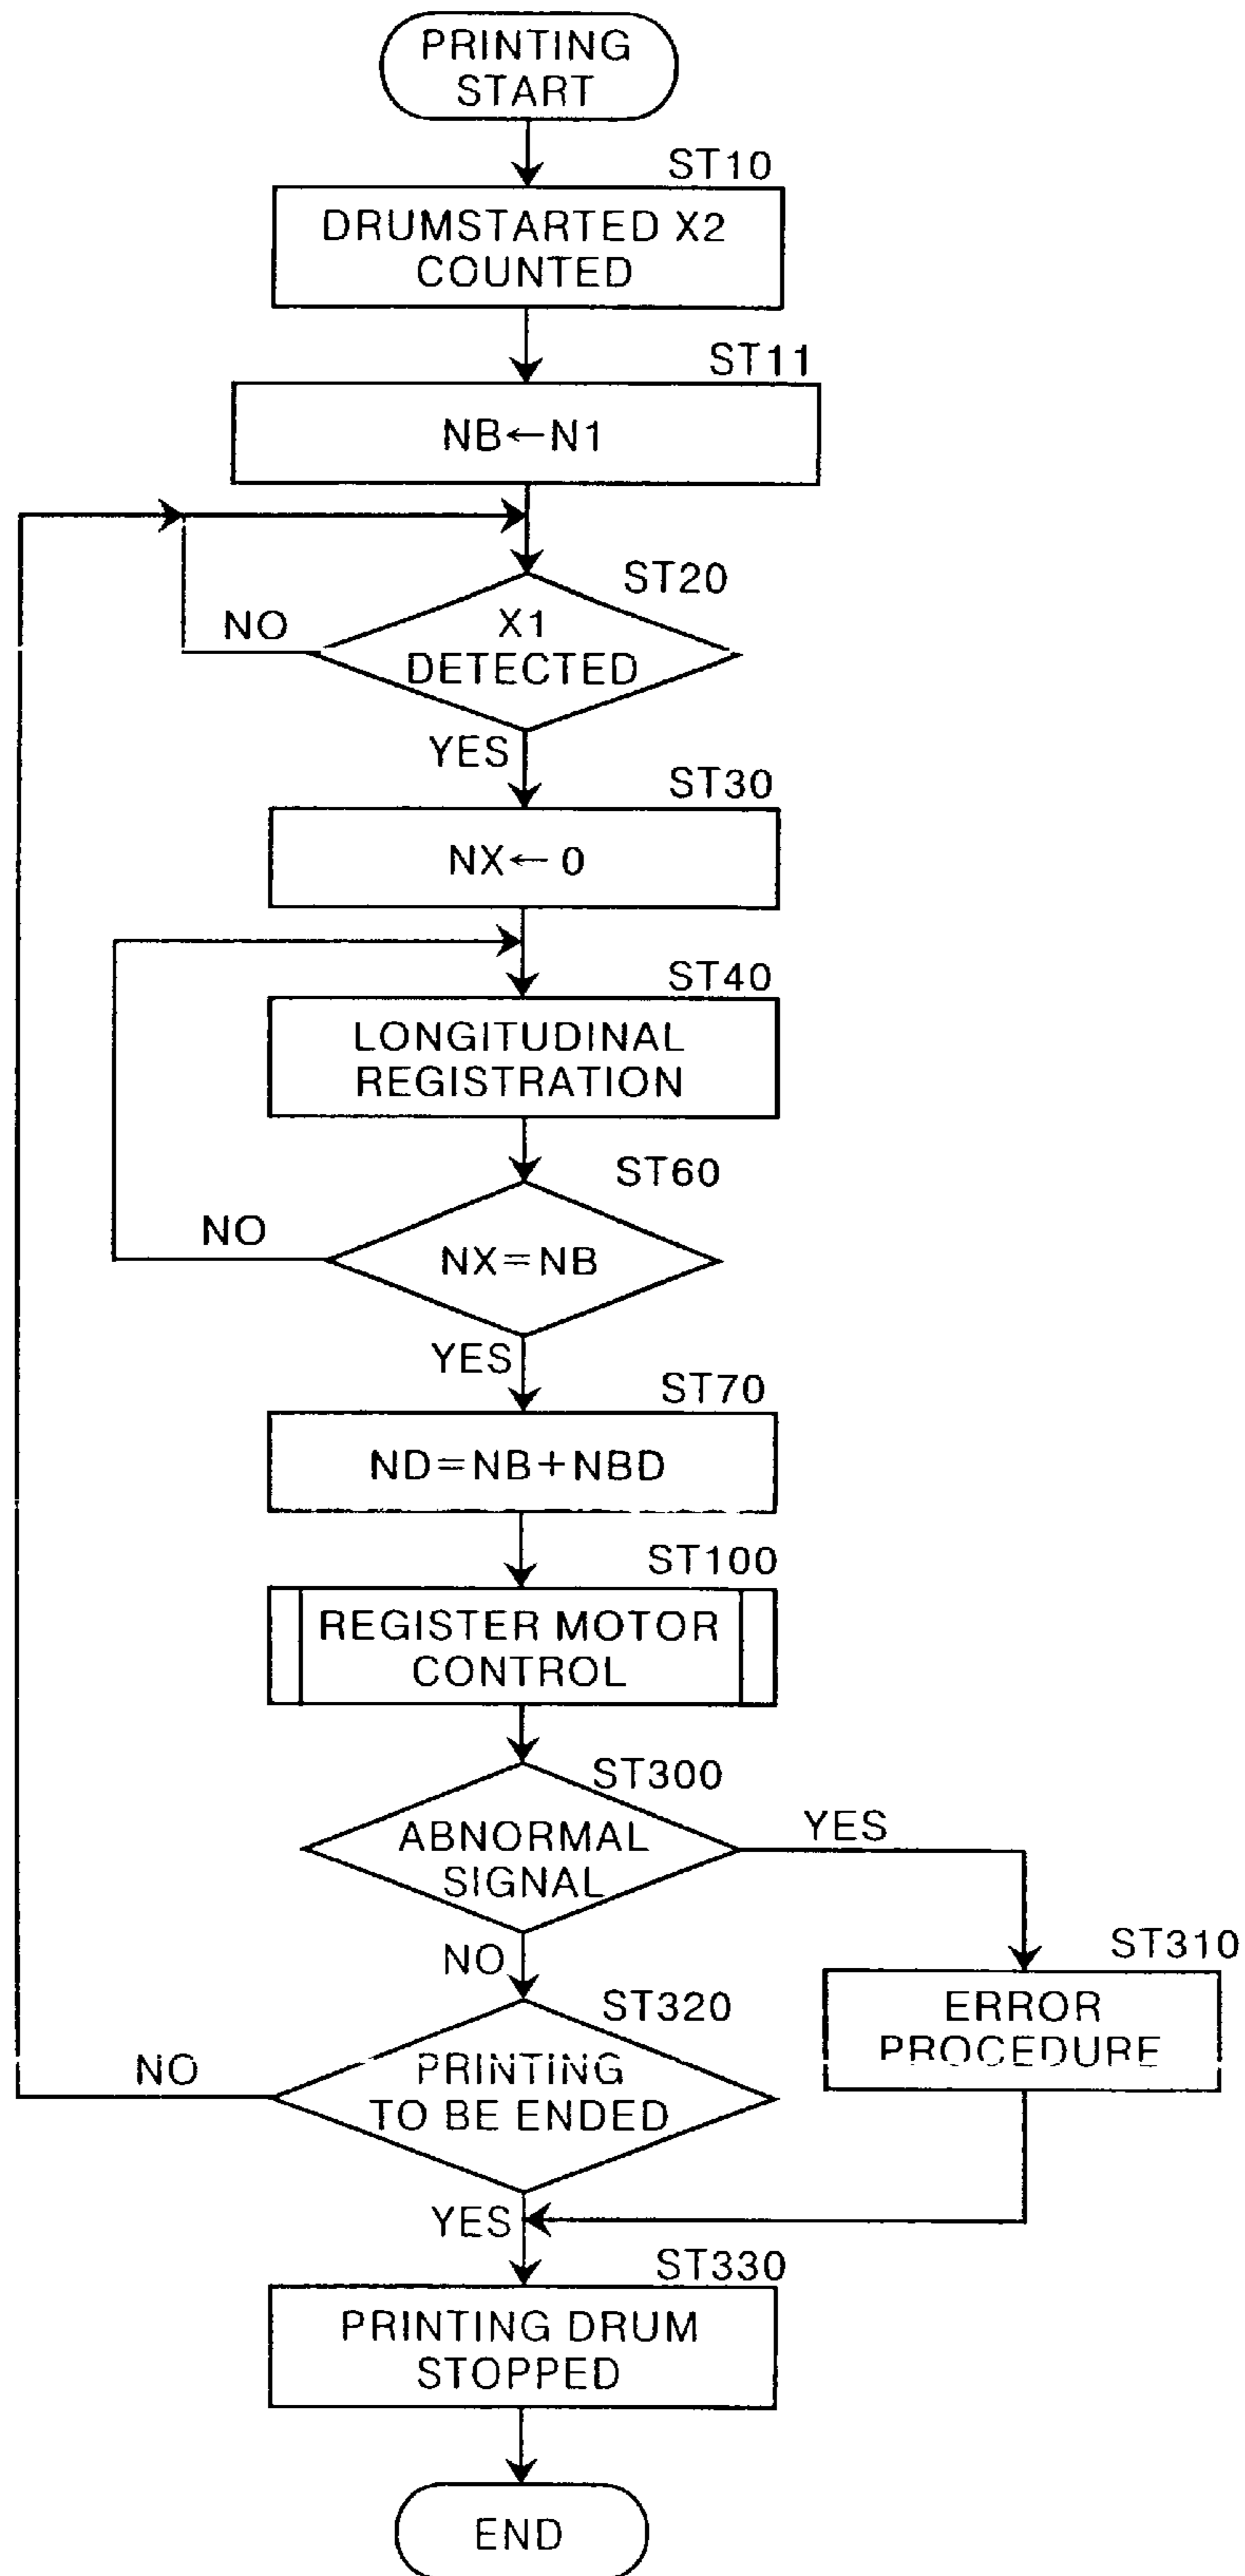 PRINTING
START
ST10
DRUMSTARTED X2
COUNTED
ST11
NB←N1
ST20
X1
DETECTED
NO
YES
ST30
NX←0
ST40
LONGITUDINAL
REGISTRATION
ST60
NX=NB
NO
YES
ST70
ND=NB+NBD
ST100
REGISTER MOTOR
CONTROL
ST300
ABNORMAL
SIGNAL
YES
NO
ST310
ERROR
PROCEDURE
ST320
PRINTING
TO BE ENDED
NO
YES
ST330
PRINTING DRUM
STOPPED
END